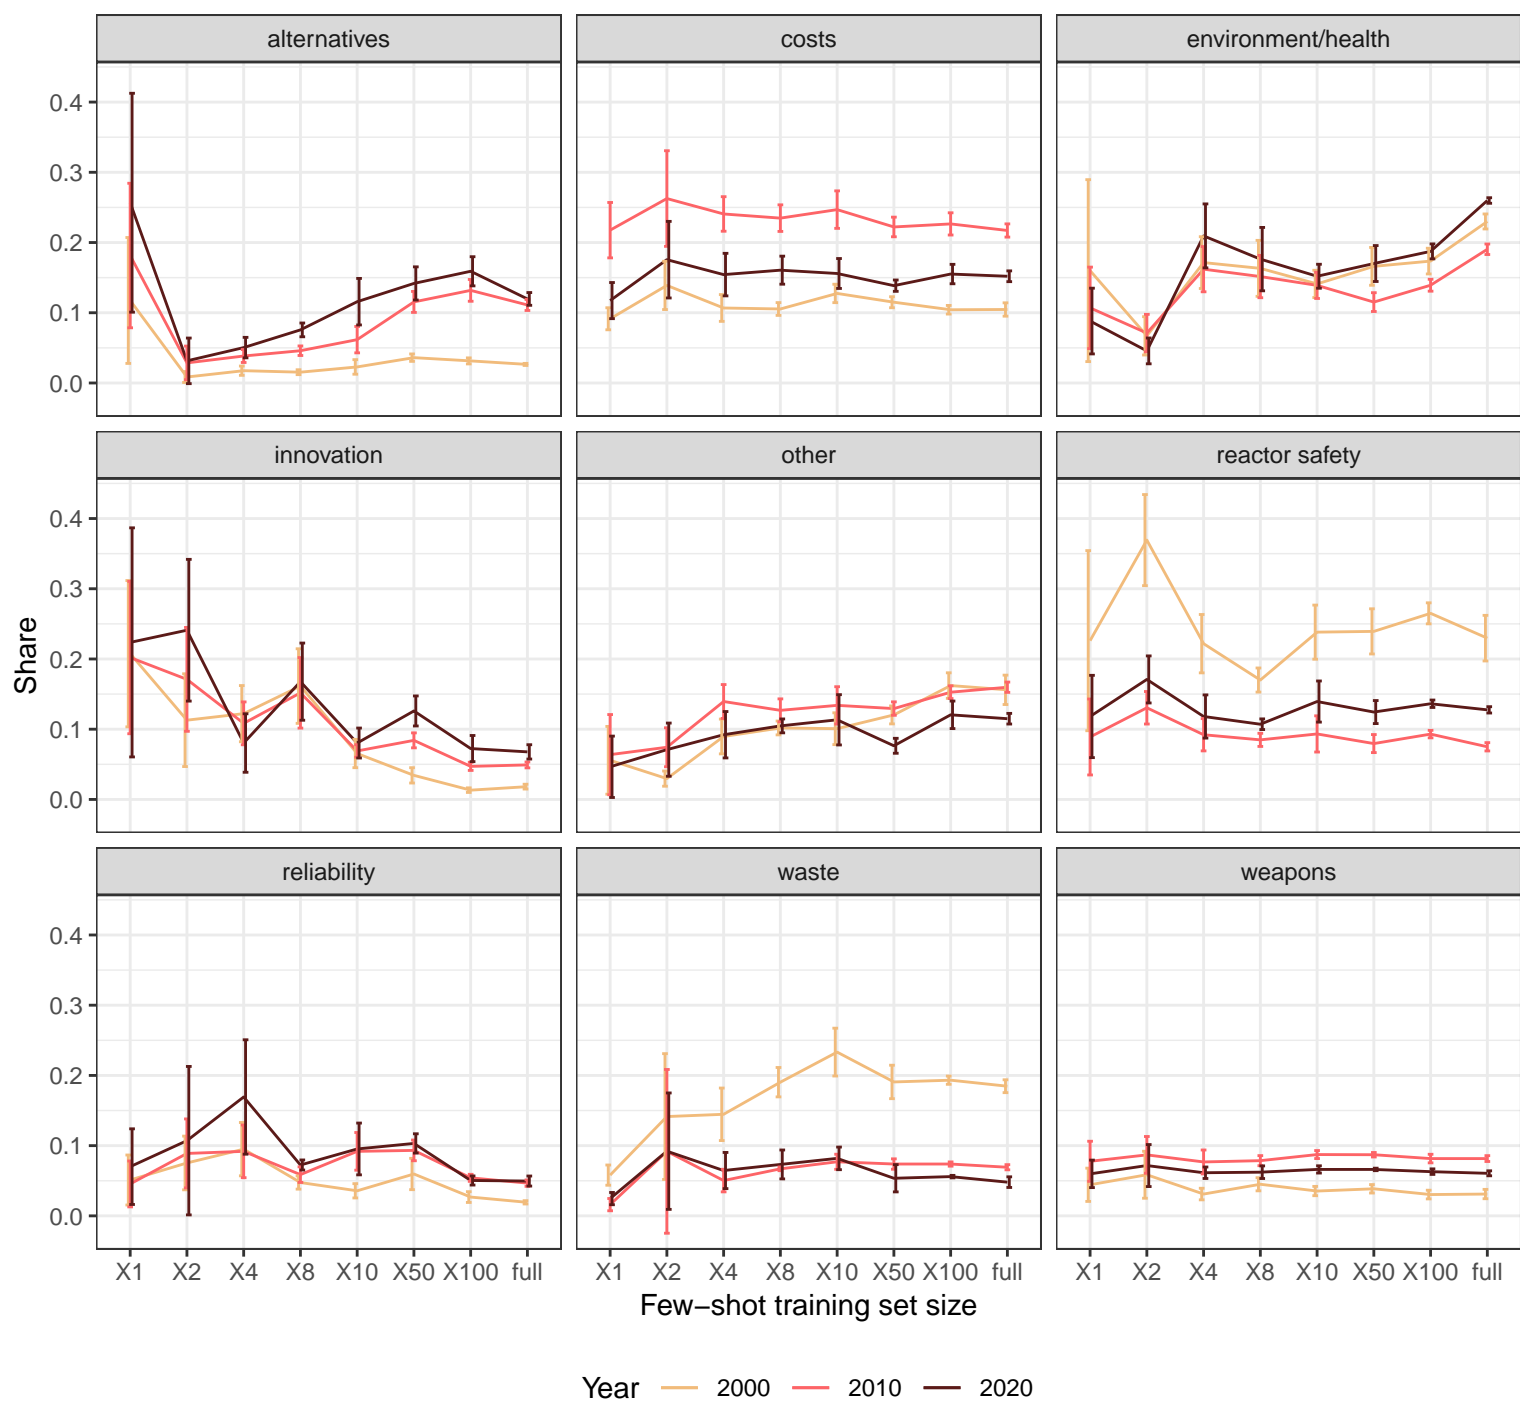 alternatives
costs
environment/health
0.4
0.3
0.2
0.1
0.0
innovation
other
reactor safety
0.4
0.3
0.2
0.1
0.0
Share
reliability
waste
weapons
0.4
0.3
0.2
0.1
0.0
X1 X2 X4 X8 X10 X50 X100 full
X1 X2 X4 X8 X10 X50 X100 full
X1 X2 X4 X8 X10 X50 X100 full
Few−shot training set size
Year 2000 2010 2020